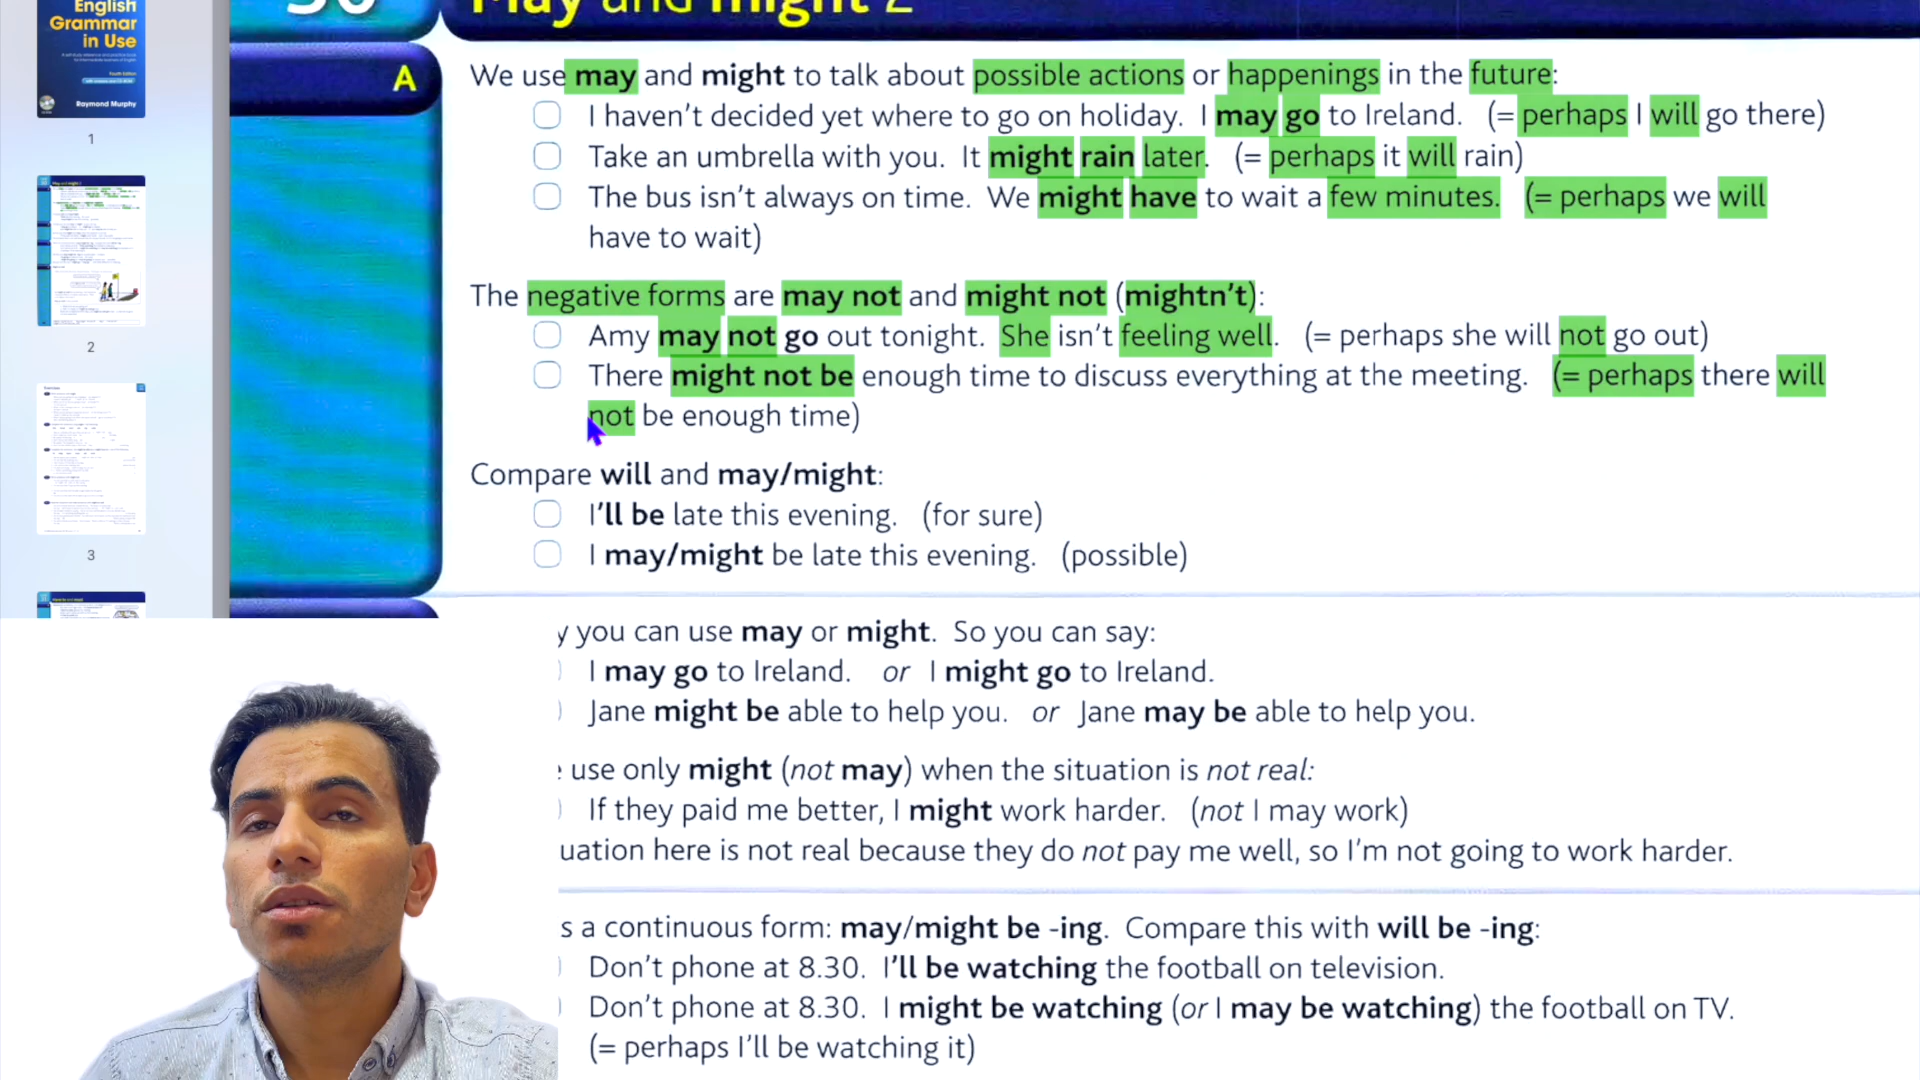 English
Grammar
in Use
Raymond Murphy
1
2
3
May and might 2
A
We use may and might to talk about possible actions or happenings in the future:
I haven't decided yet where to go on holiday. I may go to Ireland. (= perhaps I will go there)
Take an umbrella with you. It might rain later. (= perhaps it will rain)
The bus isn't always on time. We might have to wait a few minutes. (= perhaps we will
have to wait)
The negative forms are may not and might not (mightn't):
Amy may not go out tonight. She isn't feeling well. (= perhaps she will not go out)
There might not be enough time to discuss everything at the meeting. (= perhaps there will
not be enough time)
Compare will and may/might:
I'll be late this evening. (for sure)
I may/might be late this evening. (possible)
y you can use may or might. So you can say:
I may go to Ireland. or I might go to Ireland.
Jane might be able to help you. or Jane may be able to help you.
use only might (not may) when the situation is not real:
If they paid me better, I might work harder. (not I may work)
uation here is not real because they do not pay me well, so I'm not going to work harder.
s a continuous form: may/might be -ing. Compare this with will be -ing:
Don't phone at 8.30. I'll be watching the football on television.
Don't phone at 8.30. I might be watching (or I may be watching) the football on TV.
(= perhaps I'll be watching it)